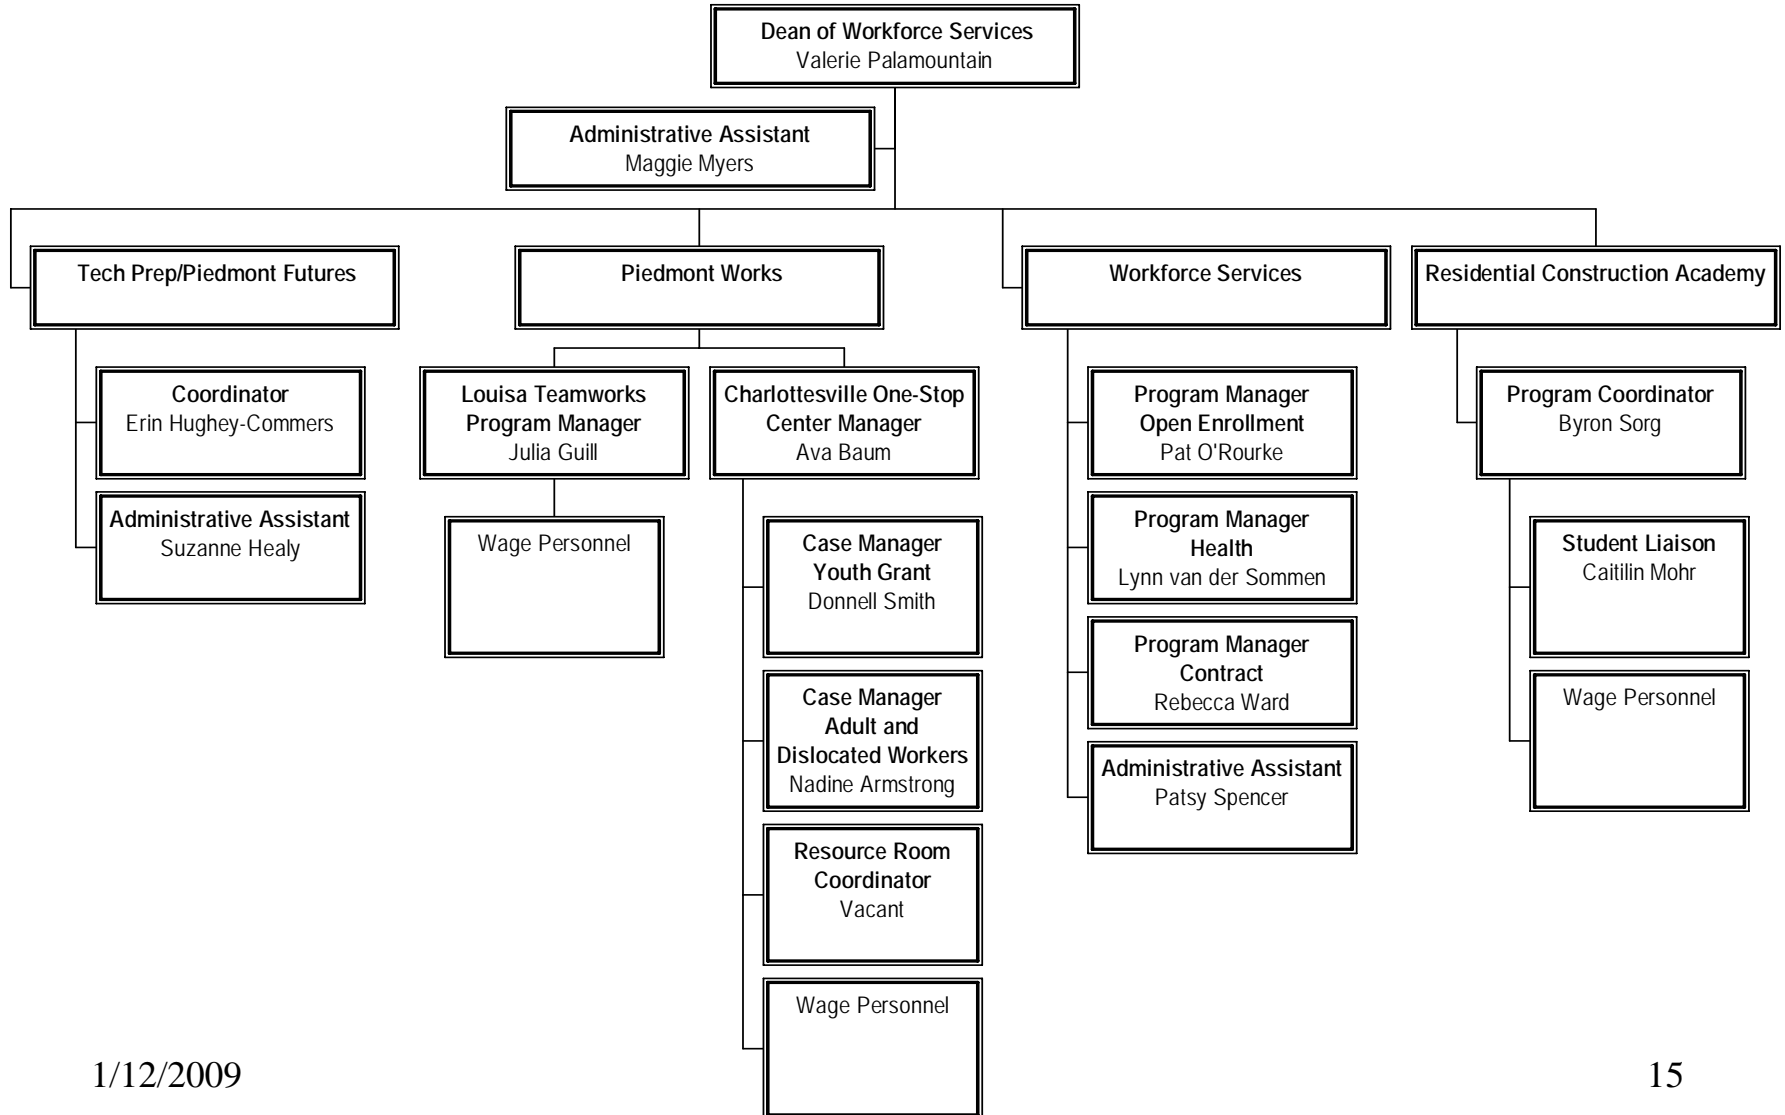 Dean of Workforce Services
Valerie Palamountain
Administrative Assistant
Maggie Myers
Tech Prep/Piedmont Futures
Coordinator
Erin Hughey-Commers
Administrative Assistant
Suzanne Healy
Piedmont Works
Louisa Teamworks
Program Manager
Julia Guill
Wage Personnel
Charlottesville One-Stop
Center Manager
Ava Baum
Case Manager
Youth Grant
Donnell Smith
Case Manager
Adult and
Dislocated Workers
Nadine Armstrong
Resource Room
Coordinator
Vacant
Wage Personnel
Workforce Services
Program Manager
Open Enrollment
Pat O'Rourke
Program Manager
Health
Lynn van der Sommen
Program Manager
Contract
Rebecca Ward
Administrative Assistant
Patsy Spencer
Residential Construction Academy
Program Coordinator
Byron Sorg
Student Liaison
Caitilin Mohr
Wage Personnel
1/12/2009
15